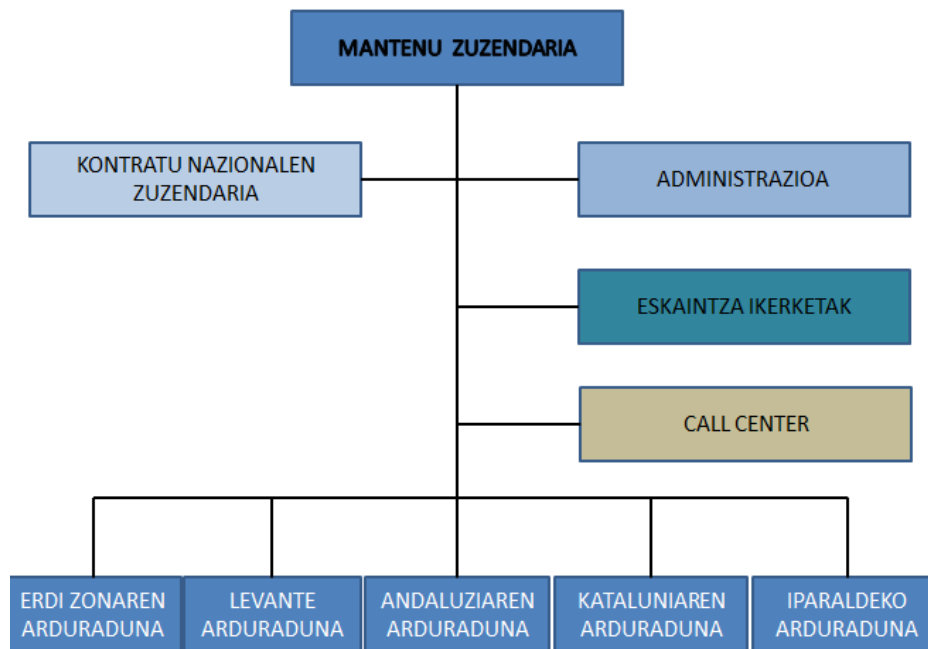 MANTENU ZUZENDARIA
KONTRATU NAZIONALEN
ZUZENDARIA
ADMINISTRAZIOA
ESKAINTZA IKERKETAK
CALL CENTER
ERDI ZONAREN
ARDURADUNA
LEVANTE
ARDURADUNA
ANDALUZIAREN
ARDURADUNA
KATALUNIAREN
ARDURADUNA
IPARALDEKO
ARDURADUNA